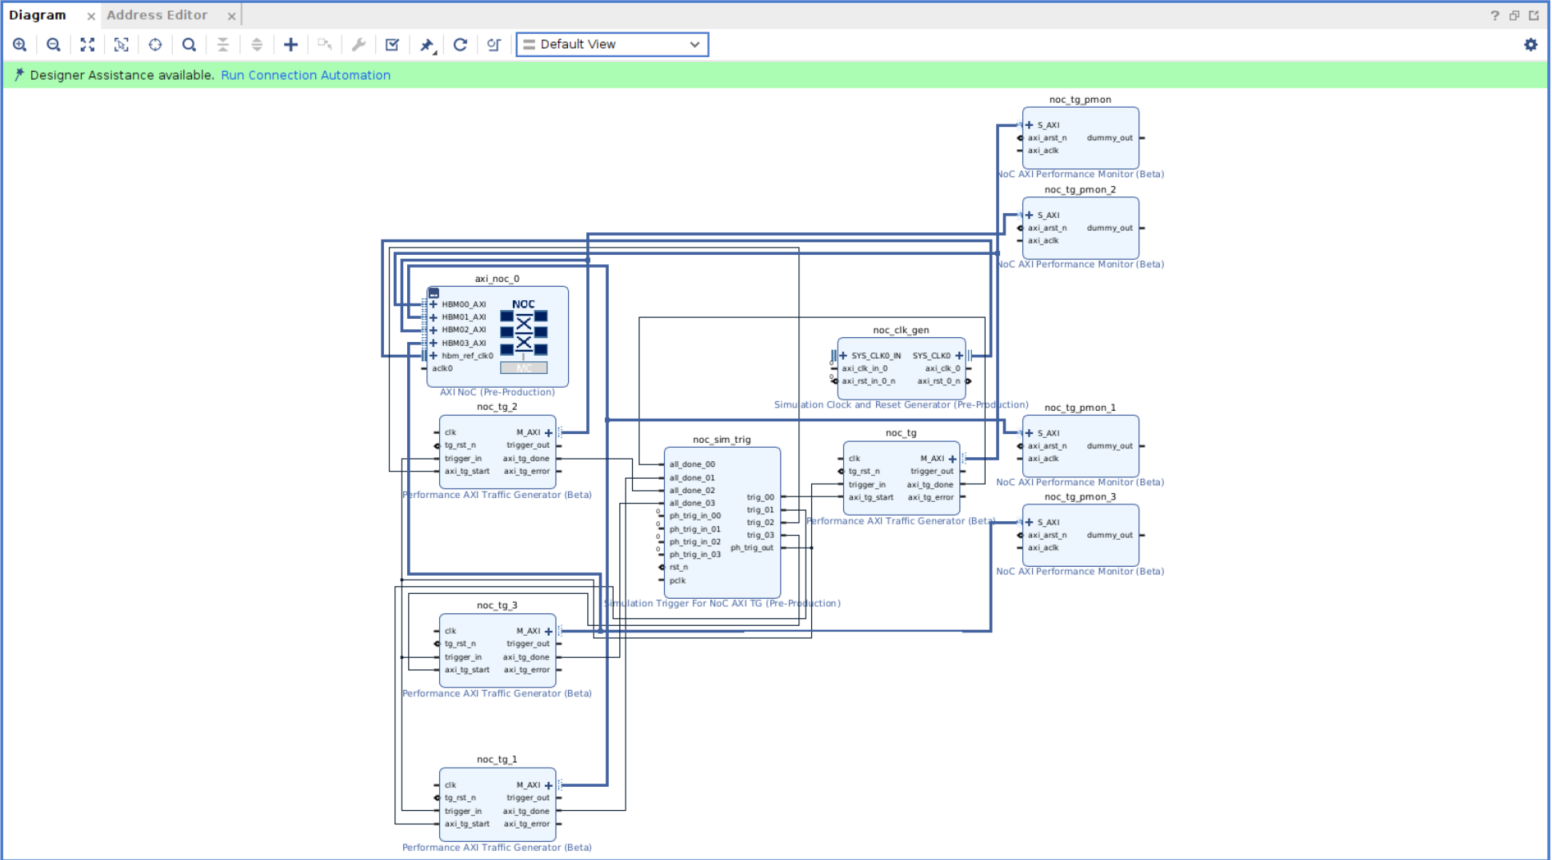 Diagram × Address Editor × ?
Default View
Designer Assistance available. Run Connection Automation
noc_tg_pmon
S_AXI
axi_arst_n dummy_out
axi_aclk
NoC AXI Performance Monitor (Beta)
noc_tg_pmon_2
S_AXI
axi_arst_n dummy_out
axi_aclk
NoC AXI Performance Monitor (Beta)
axi_noc_0
HBM00_AXI NOC
HBM01_AXI
HBM02_AXI
HBM03_AXI
hbm_ref_clk0
aclk0 MC
AXI NoC (Pre-Production)
noc_clk_gen
SYS_CLK0_IN SYS_CLK0
axi_clk_in_0 axi_clk_0
axi_rst_in_0_n axi_rst_0_n
0
0
Simulation Clock and Reset Generator (Pre-Production)
noc_tg_2
clk M_AXI
tg_rst_n trigger_out
trigger_in axi_tg_done
axi_tg_start axi_tg_error
Performance AXI Traffic Generator (Beta)
noc_sim_trig
all_done_00
all_done_01
all_done_02
all_done_03 trig_00
ph_trig_in_00 trig_01
ph_trig_in_01 trig_02
ph_trig_in_02 trig_03
ph_trig_in_03 ph_trig_out
rst_n
pclk
0
0
0
0
Simulation Trigger For NoC AXI TG (Pre-Production)
noc_tg
clk M_AXI
tg_rst_n trigger_out
trigger_in axi_tg_done
axi_tg_start axi_tg_error
Performance AXI Traffic Generator (Beta)
noc_tg_pmon_1
S_AXI
axi_arst_n dummy_out
axi_aclk
NoC AXI Performance Monitor (Beta)
noc_tg_pmon_3
S_AXI
axi_arst_n dummy_out
axi_aclk
NoC AXI Performance Monitor (Beta)
noc_tg_3
clk M_AXI
tg_rst_n trigger_out
trigger_in axi_tg_done
axi_tg_start axi_tg_error
Performance AXI Traffic Generator (Beta)
noc_tg_1
clk M_AXI
tg_rst_n trigger_out
trigger_in axi_tg_done
axi_tg_start axi_tg_error
Performance AXI Traffic Generator (Beta)